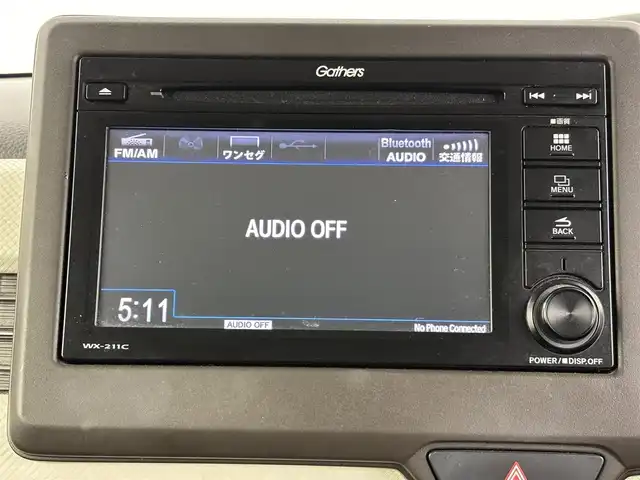 Gathers
■画質
FM/AM
ワンセグ
Bluetooth
AUDIO
交通情報
HOME
AUDIO OFF
MENU
BACK
5:11
AUDIO OFF
No Phone Connected
WX-211C
POWER/■DISP.OFF